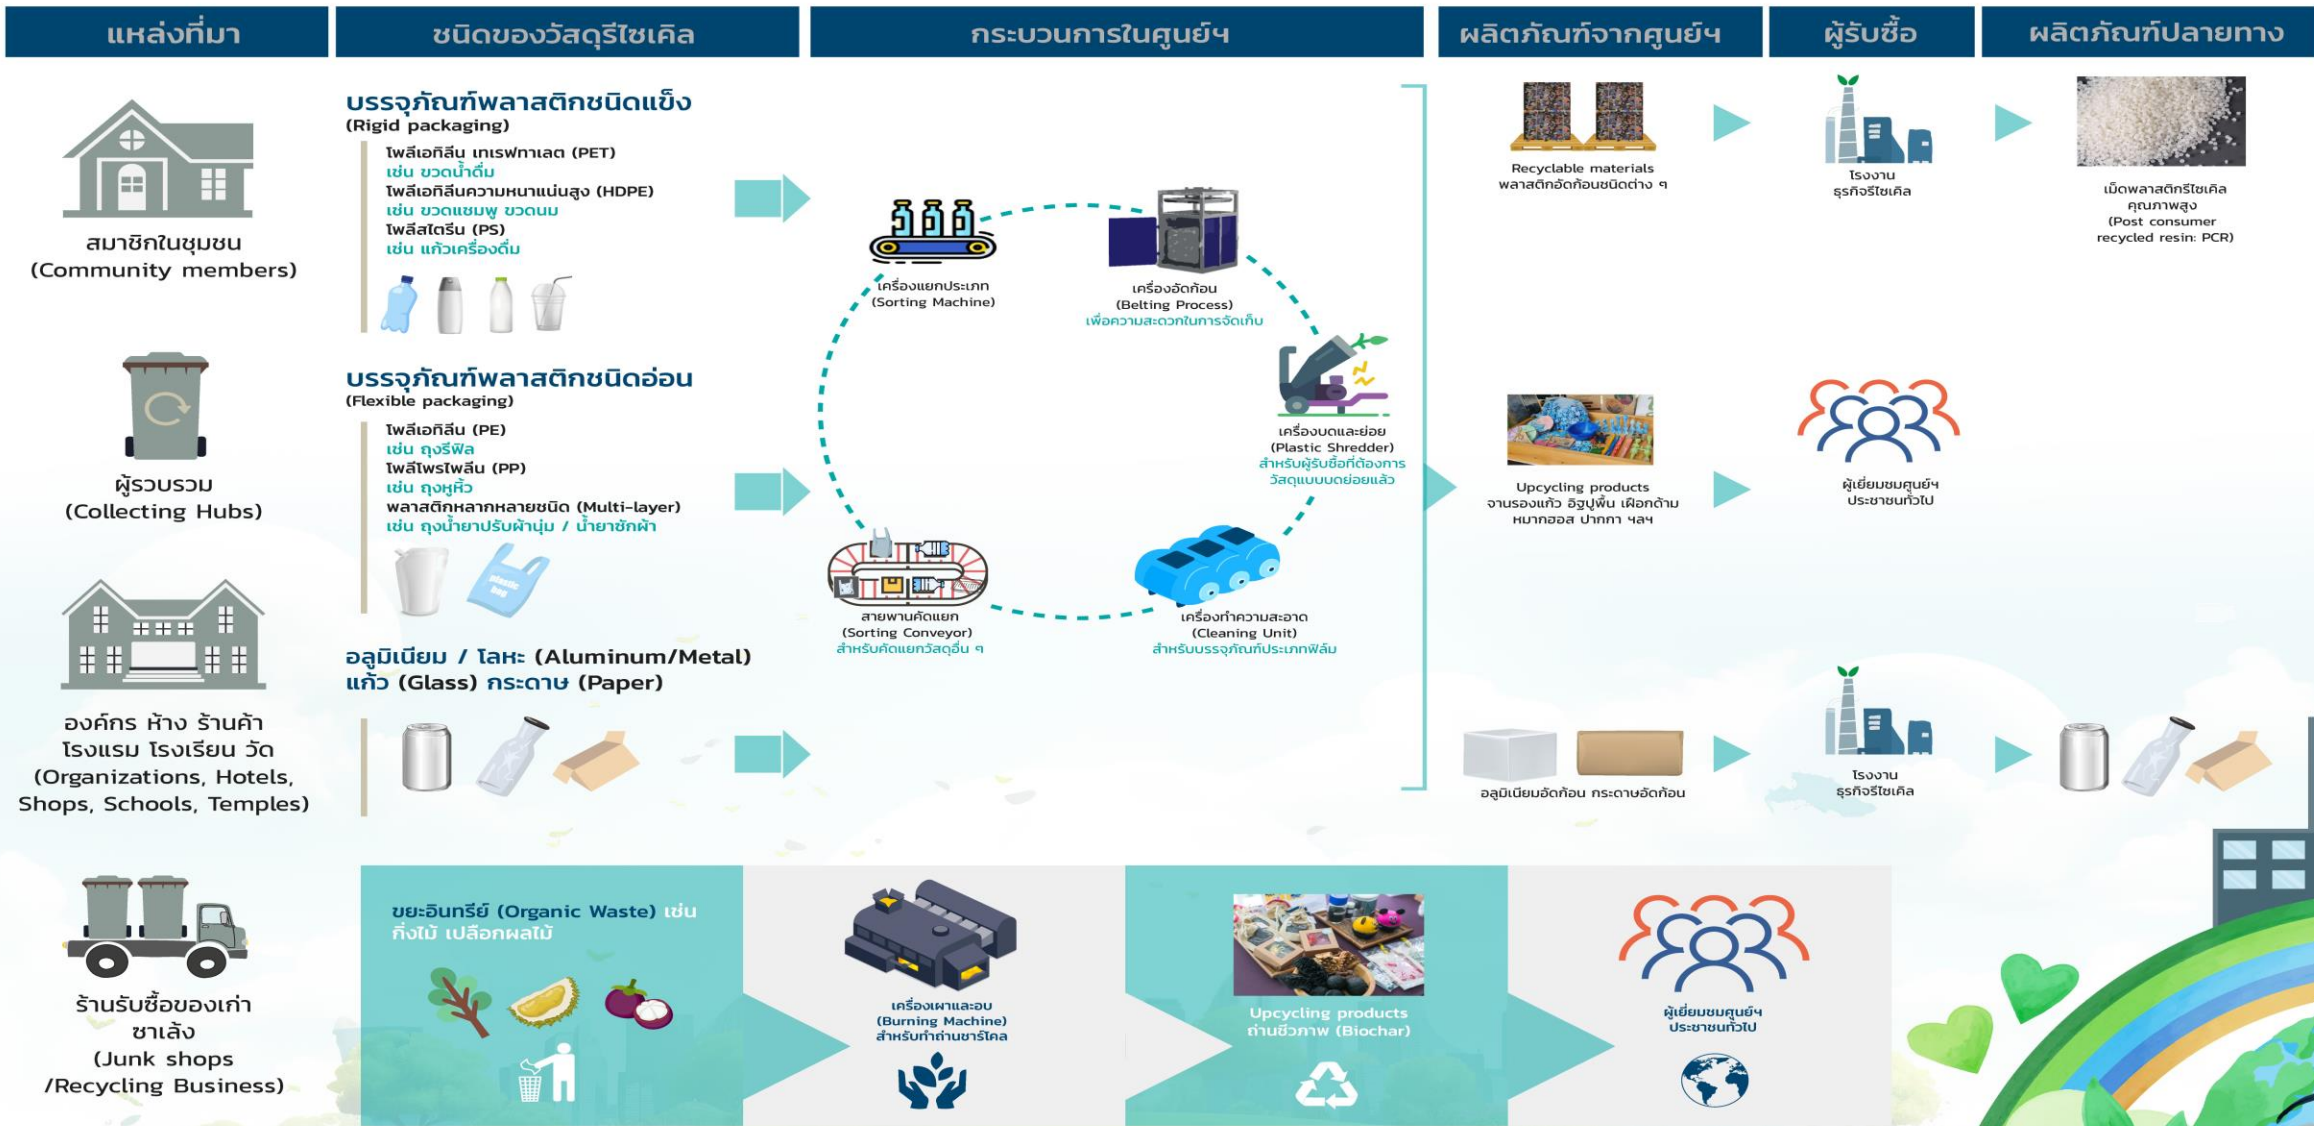 แหล่งที่มา
ชนิดของวัสดุรีไซเคิล
กระบวนการในศูนย์ฯ
ผลิตภัณฑ์จากศูนย์ฯ
ผู้รับซื้อ
ผลิตภัณฑ์ปลายทาง
สมาชิกในชุมชน
(Community members)
ผู้รวบรวม
(Collecting Hubs)
องค์กร ห้าง ร้านค้า
โรงแรม โรงเรียน วัด
(Organizations, Hotels,
Shops, Schools, Temples)
ร้านรับซื้อของเก่า
ซาเล้ง
(Junk shops
/Recycling Business)
บรรจุภัณฑ์พลาสติกชนิดแข็ง
(Rigid packaging)
โพลีเอทิลีน เทเรฟทาเลต (PET)
เช่น ขวดน้ำดื่ม
โพลีเอทิลีนความหนาแน่นสูง (HDPE)
เช่น ขวดแชมพู ขวดนม
โพลีสไตรีน (PS)
เช่น แก้วเครื่องดื่ม
บรรจุภัณฑ์พลาสติกชนิดอ่อน
(Flexible packaging)
โพลีเอทิลีน (PE)
เช่น ถุงรีฟิล
โพลีโพรไพลีน (PP)
เช่น ถุงหูหิ้ว
พลาสติกหลากหลายชนิด (Multi-layer)
เช่น ถุงน้ำยาปรับผ้านุ่ม / น้ำยาซักผ้า
plastic
bag
อลูมิเนียม / โลหะ (Aluminum/Metal)
แก้ว (Glass) กระดาษ (Paper)
เครื่องแยกประเภท
(Sorting Machine)
เครื่องอัดก้อน
(Belting Process)
เพื่อความสะดวกในการจัดเก็บ
เครื่องบดและย่อย
(Plastic Shredder)
สำหรับผู้รับซื้อที่ต้องการ
วัสดุแบบบดย่อยแล้ว
สายพานคัดแยก
(Sorting Conveyor)
สำหรับคัดแยกวัสดุอื่น ๆ
เครื่องทำความสะอาด
(Cleaning Unit)
สำหรับบรรจุภัณฑ์ประเภทฟิล์ม
Recyclable materials
พลาสติกอัดก้อนชนิดต่าง ๆ
โรงงาน
ธุรกิจรีไซเคิล
เม็ดพลาสติกรีไซเคิล
คุณภาพสูง
(Post consumer
recycled resin: PCR)
Upcycling products
จานรองแก้ว อิฐปูพื้น เฝือกด้าม
หมากฮอส ปากกา ฯลฯ
ผู้เยี่ยมชมศูนย์ฯ
ประชาชนทั่วไป
อลูมิเนียมอัดก้อน กระดาษอัดก้อน
โรงงาน
ธุรกิจรีไซเคิล
ขยะอินทรีย์ (Organic Waste) เช่น
กิ่งไม้ เปลือกผลไม้
เครื่องเผาและอบ
(Burning Machine)
สำหรับทำถ่านชาร์โคล
Upcycling products
ถ่านชีวภาพ (Biochar)
ผู้เยี่ยมชมศูนย์ฯ
ประชาชนทั่วไป